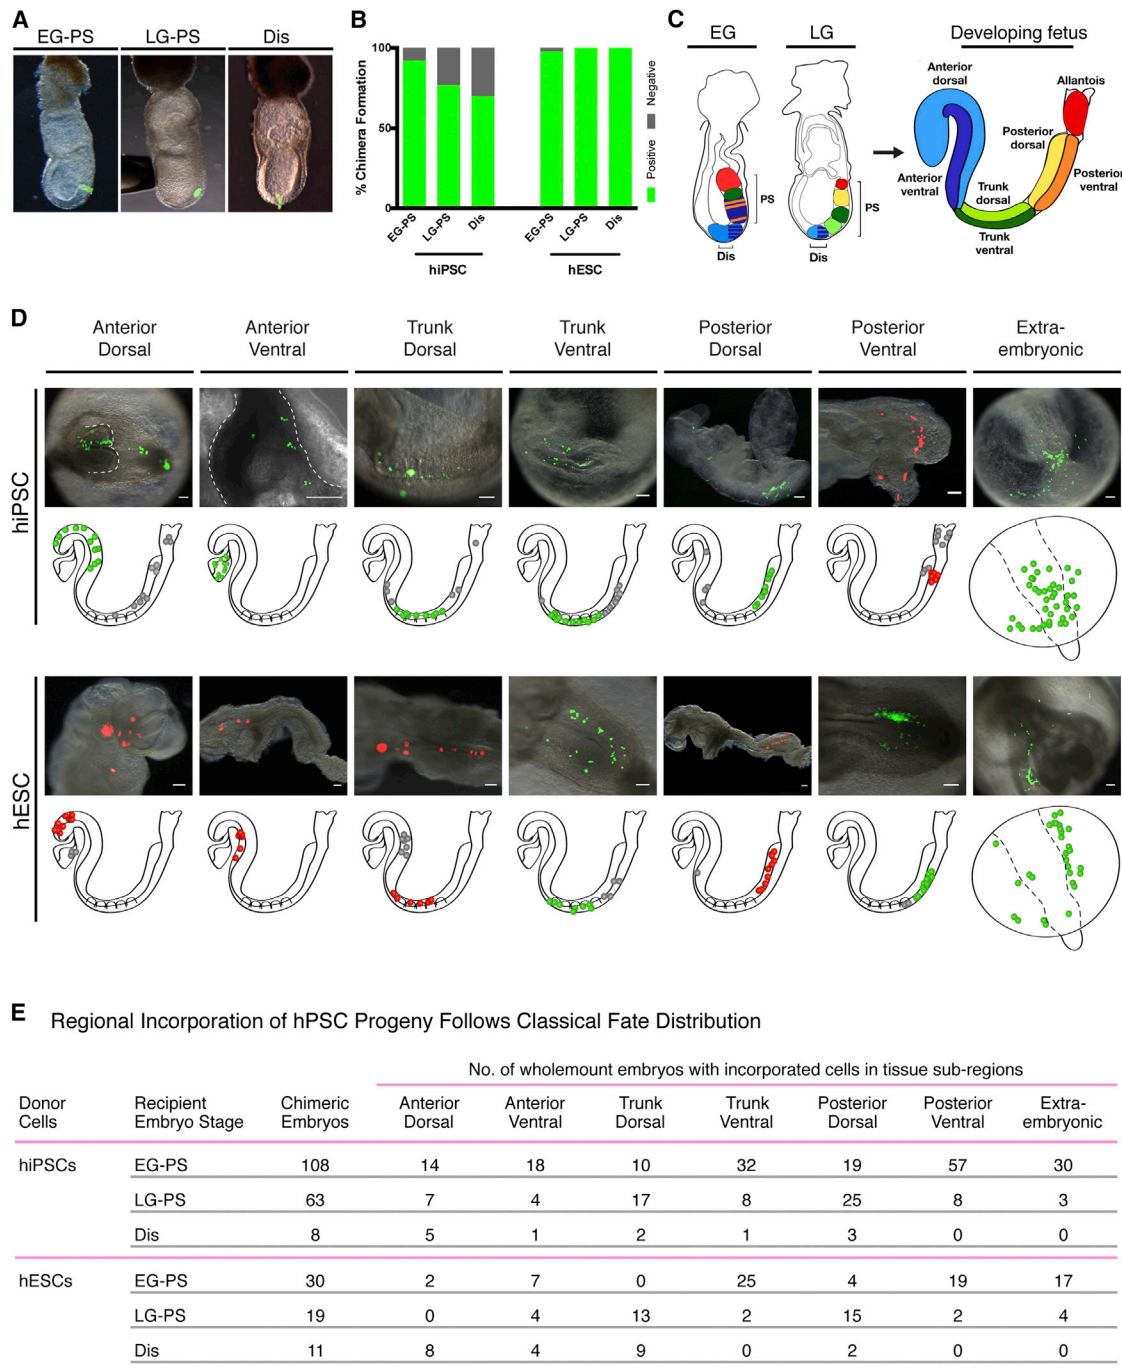 A
EG-PS
LG-PS
Dis
B
% Chimera Formation
100
50
0
EG-PS
LG-PS
Dis
EG-PS
LG-PS
Dis
hiPSC
hESC
Negative
Positive
C
EG
LG
Developing fetus
PS
Dis
PS
Dis
Anterior
dorsal
Allantois
Posterior
dorsal
Anterior
ventral
Posterior
ventral
Trunk
dorsal
Trunk
ventral
D
Anterior
Dorsal
Anterior
Ventral
Trunk
Dorsal
Trunk
Ventral
Posterior
Dorsal
Posterior
Ventral
Extra-
embryonic
hiPSC
hESC
E
Regional Incorporation of hPSC Progeny Follows Classical Fate Distribution
No. of wholemount embryos with incorporated cells in tissue sub-regions
Donor Recipient Chimeric Anterior Anterior Trunk Trunk Posterior Posterior Extra-
Cells Embryo Stage Embryos Dorsal Ventral Dorsal Ventral Dorsal Ventral embryonic
hiPSCs EG-PS 108 14 18 10 32 19 57 30
LG-PS 63 7 4 17 8 25 8 3
Dis 8 5 1 2 1 3 0 0
hESCs EG-PS 30 2 7 0 25 4 19 17
LG-PS 19 0 4 13 2 15 2 4
Dis 11 8 4 9 0 2 0 0